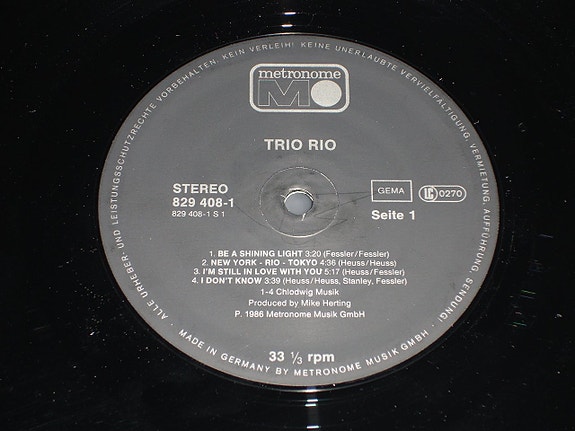 · ALLE URHEBER- UND LEISTUNGSSCHUTZRECHTE VORBEHALTEN. KEIN VERLEIH! KEINE UNERLAUBTE VERVIELFÄLTIGUNG, VERMIETUNG, AUFFÜHRUNG, SENDUNG! ·
metronome
M
TRIO RIO
STEREO
829 408-1
829 408-1 S 1
GEMA
LC 0270
Seite 1
1. BE A SHINING LIGHT 3:20 (Fessler/Fessler)
2. NEW YORK - RIO - TOKYO 4:36 (Heuss/Heuss)
3. I'M STILL IN LOVE WITH YOU 5:17 (Fessler/Fessler)
4. I DON'T KNOW 3:39 (Heuss/Heuss, Stanley, Fessler)
1-4 Chlodwig Musik
Produced by Mike Herting
P. 1986 Metronome Musik GmbH
33 1/3 rpm
MADE IN GERMANY BY METRONOME MUSIK GMBH